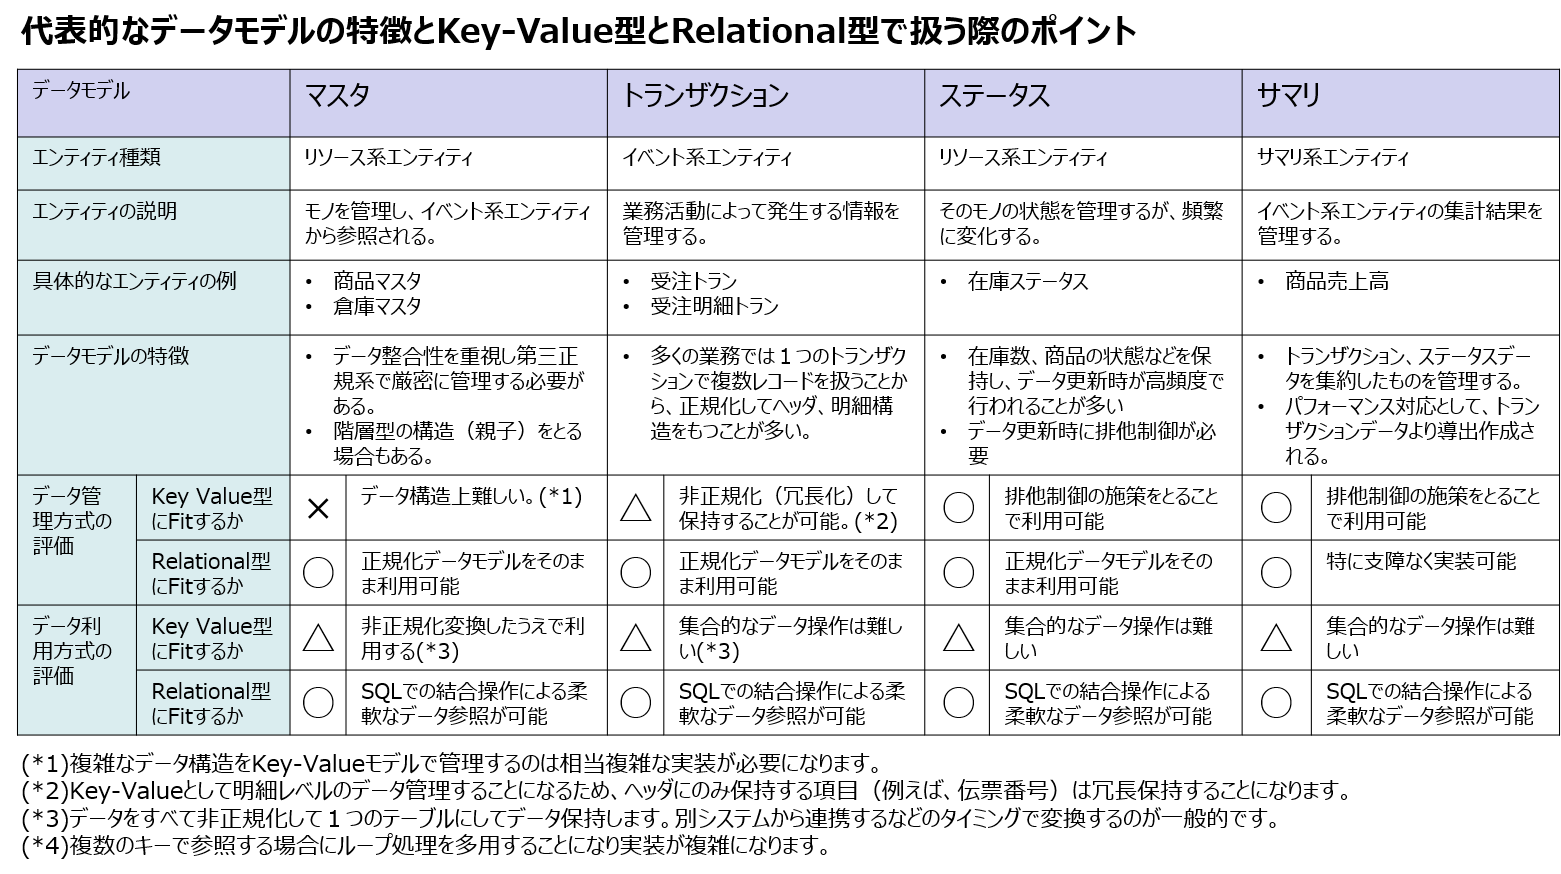 代表的なデータモデルの特徴とKey-Value型とRelational型で扱う際のポイント
データモデル
マスタ
トランザクション
ステータス
サマリ
エンティティ種類
リソース系エンティティ
イベント系エンティティ
リソース系エンティティ
サマリ系エンティティ
エンティティの説明
モノを管理し、イベント系エンティティ
から参照される。
業務活動によって発生する情報を
管理する。
そのモノの状態を管理するが、頻繁
に変化する。
イベント系エンティティの集計結果を
管理する。
具体的なエンティティの例
• 商品マスタ
• 倉庫マスタ
• 受注トラン
• 受注明細トラン
• 在庫ステータス
• 商品売上高
データモデルの特徴
• データ整合性を重視し第三正
規系で厳密に管理する必要が
ある。
• 階層型の構造（親子）をとる
場合もある。
• 多くの業務では１つのトランザク
ションで複数レコードを扱うことか
ら、正規化してヘッダ、明細構
造をもつことが多い。
• 在庫数、商品の状態などを保
持し、データ更新時が高頻度で
行われることが多い
• データ更新時に排他制御が必
要
• トランザクション、ステータスデー
タを集約したものを管理する。
• パフォーマンス対応として、トラン
ザクションデータより導出作成さ
れる。
データ管
理方式の
評価
Key Value型
にFitするか
×
データ構造上難しい。(*1)
△
非正規化（冗長化）して
保持することが可能。(*2)
○
排他制御の施策をとること
で利用可能
○
排他制御の施策をとること
で利用可能
Relational型
にFitするか
○
正規化データモデルをそのま
ま利用可能
○
正規化データモデルをそのま
ま利用可能
○
正規化データモデルをそ
のまま利用可能
○
特に支障なく実装可能
データ利
用方式の
評価
Key Value型
にFitするか
△
非正規化変換したうえで利
用する(*3)
△
集合的なデータ操作は難し
い(*3)
△
集合的なデータ操作は難
しい
△
集合的なデータ操作は難
しい
Relational型
にFitするか
○
SQLでの結合操作による柔
軟なデータ参照が可能
○
SQLでの結合操作による柔
軟なデータ参照が可能
○
SQLでの結合操作による
柔軟なデータ参照が可能
○
SQLでの結合操作による
柔軟なデータ参照が可能
(*1)複雑なデータ構造をKey-Valueモデルで管理するのは相当複雑な実装が必要になります。
(*2)Key-Valueとして明細レベルのデータ管理することになるため、ヘッダにのみ保持する項目（例えば、伝票番号）は冗長保持することになります。
(*3)データをすべて非正規化して１つのテーブルにしてデータ保持します。別システムから連携するなどのタイミングで変換するのが一般的です。
(*4)複数のキーで参照する場合にループ処理を多用することになり実装が複雑になります。